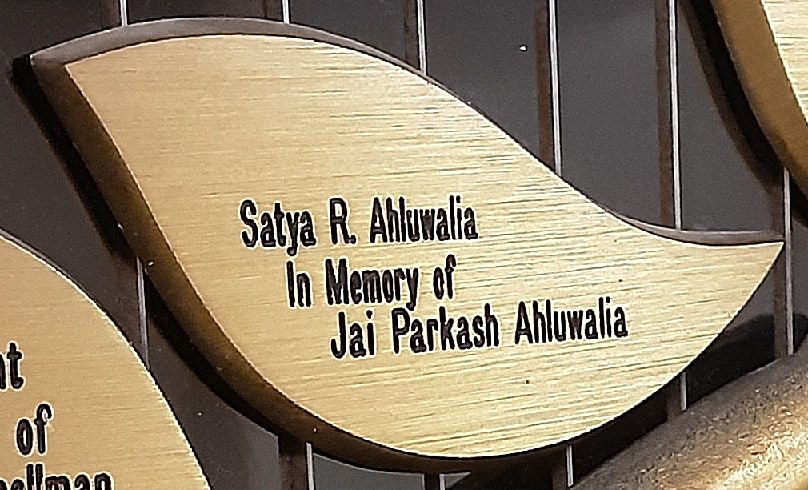 Satya R. Ahluwalia
In Memory of
Jai Parkash Ahluwalia
of